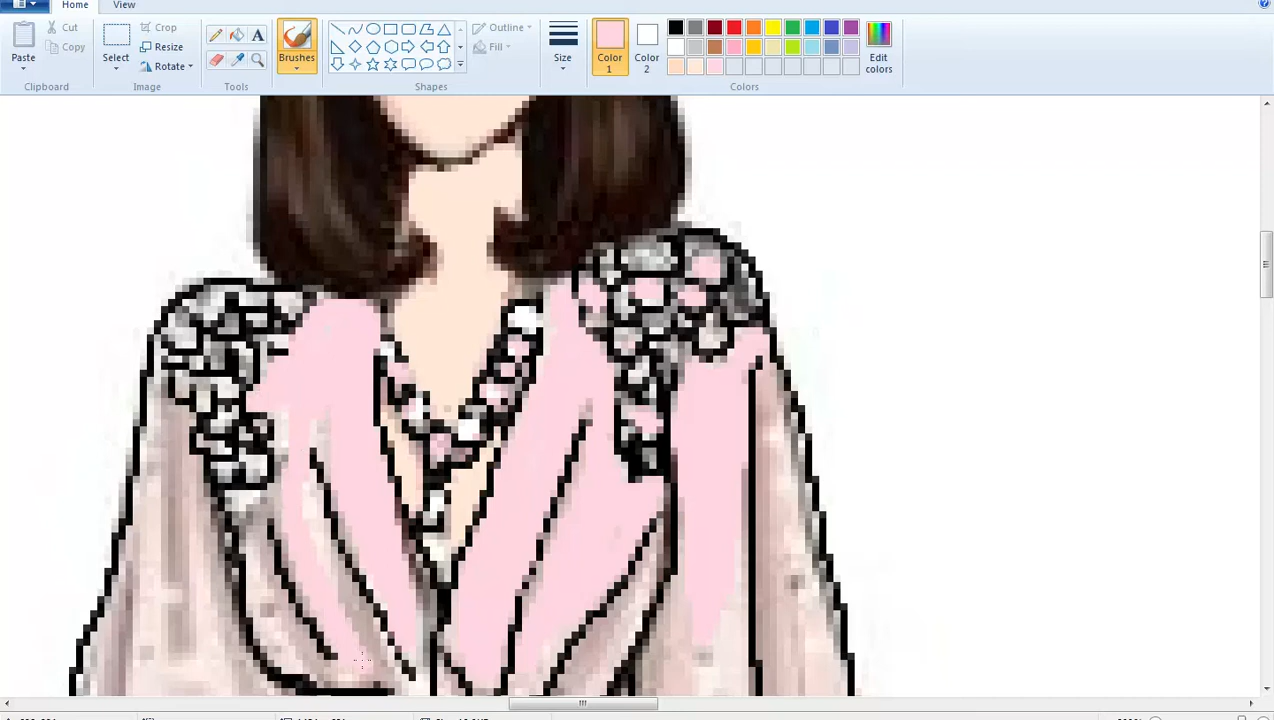 Home View
Paste
Cut
Copy
Clipboard
Select
Crop
Resize
Rotate
Image
A
Tools
Brushes
Outline
Fill
Shapes
Size
Color 1
Color 2
Edit colors
Colors